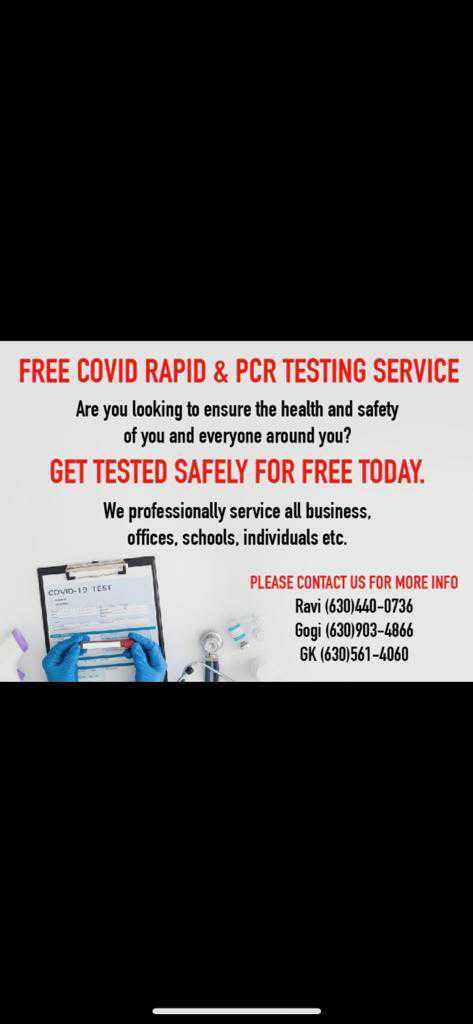 FREE COVID RAPID & PCR TESTING SERVICE
Are you looking to ensure the health and safety
of you and everyone around you?
GET TESTED SAFELY FOR FREE TODAY.
We professionally service all business,
offices, schools, individuals etc.
COVID-19 TEST
PLEASE CONTACT US FOR MORE INFO
Ravi (630)440-0736
Gogi (630)903-4866
GK (630)561-4060